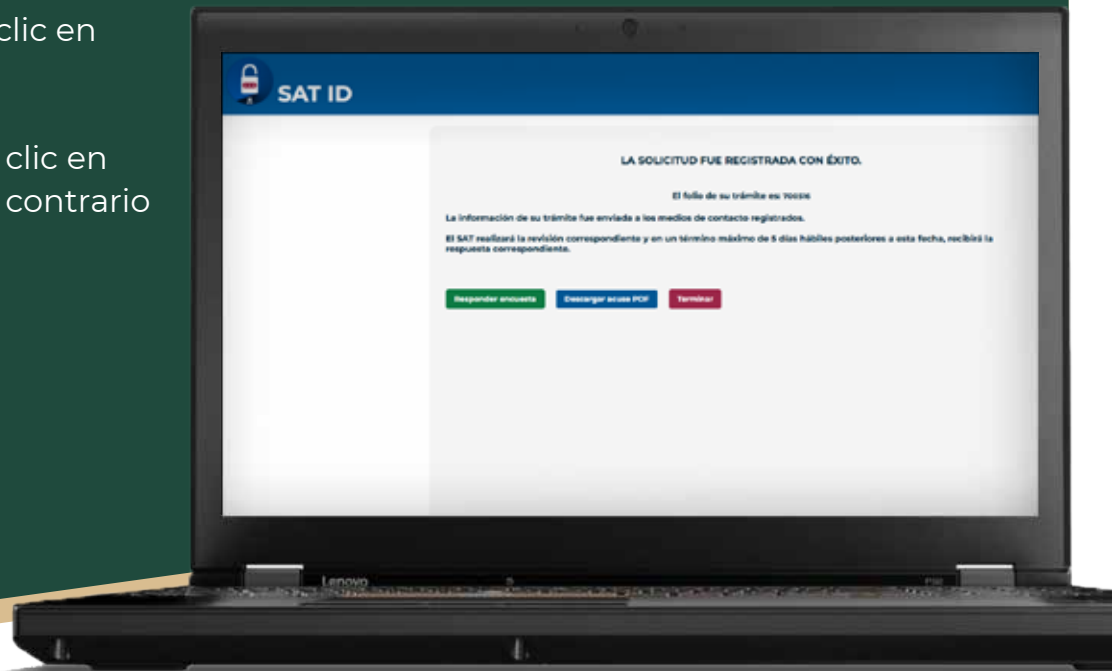 clic en
clic en
contrario
SAT ID
LA SOLICITUD FUE REGISTRADA CON ÉXITO.
El folio de su trámite es: 700516
La información de su trámite fue enviada a los medios de contacto registrados.
El SAT realizará la revisión correspondiente y en un término máximo de 5 días hábiles posteriores a esta fecha, recibirá la
respuesta correspondiente.
Responder encuesta Descargar acuse PDF Terminar
Lenovo